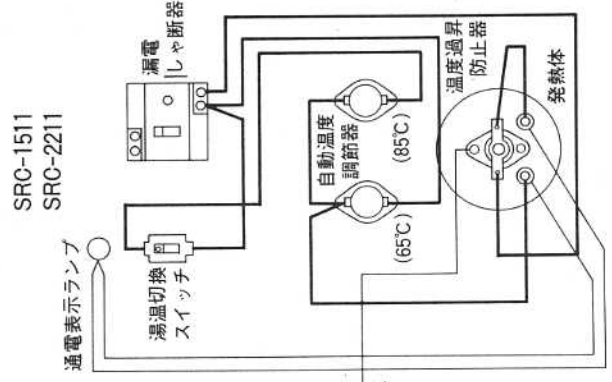 SRC-1511
SRC-2211
通電表示ランプ
湯温切換
スイッチ
漏電
しゃ断器
自動温度
調節器
(65℃)
(85℃)
温度過昇
防止器
発熱体